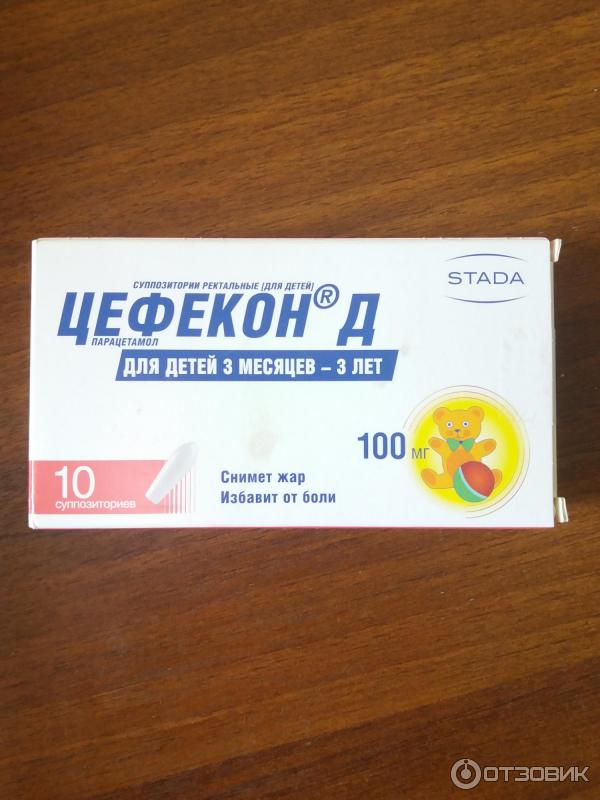 СУППОЗИТОРИИ РЕКТАЛЬНЫЕ [ДЛЯ ДЕТЕЙ]
STADA
ЦЕФЕКОН® Д
ПАРАЦЕТАМОЛ
ДЛЯ ДЕТЕЙ 3 МЕСЯЦЕВ – 3 ЛЕТ
100 МГ
10
суппозиториев
Снимет жар
Избавит от боли
ОТЗОВИК